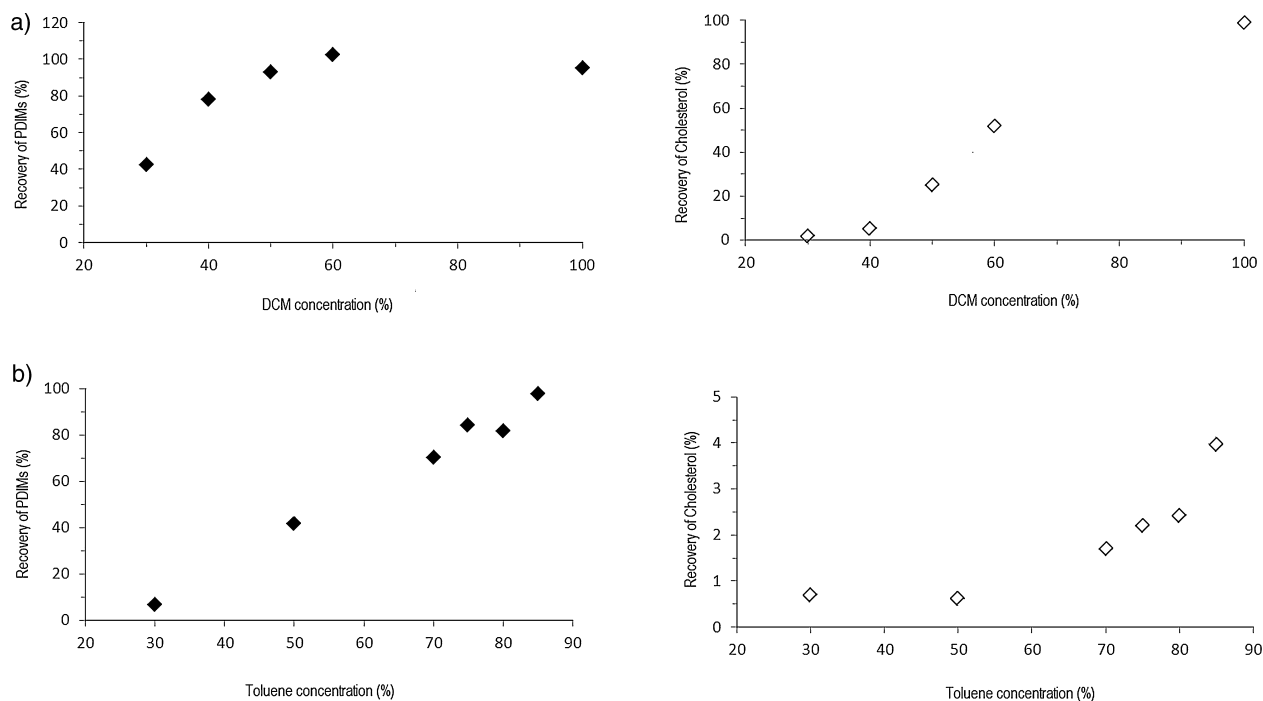 a)
120
100
80
60
40
20
0
Recovery of PDIMs (%)
20 40 60 80 100
DCM concentration (%)
100
80
60
40
20
0
Recovery of Cholesterol (%)
20 40 60 80 100
DCM concentration (%)
b)
100
80
60
40
20
0
Recovery of PDIMs (%)
20 30 40 50 60 70 80 90
Toluene concentration (%)
5
4
3
2
1
0
Recovery of Cholesterol (%)
20 30 40 50 60 70 80 90
Toluene concentration (%)